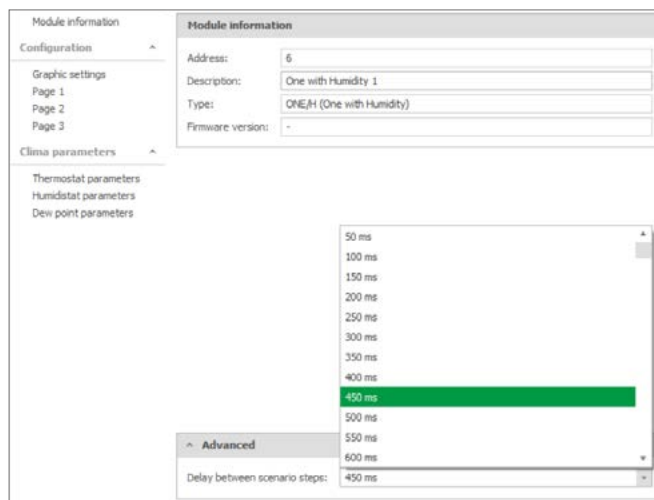 Module information
Configuration
Graphic settings
Page 1
Page 2
Page 3
Clima parameters
Thermostat parameters
Humidistat parameters
Dew point parameters
Module information
Address: 6
Description: One with Humidity 1
Type: ONE/H (One with Humidity)
Firmware version: -
50 ms
100 ms
150 ms
200 ms
250 ms
300 ms
350 ms
400 ms
450 ms
500 ms
550 ms
600 ms
Advanced
Delay between scenario steps: 450 ms